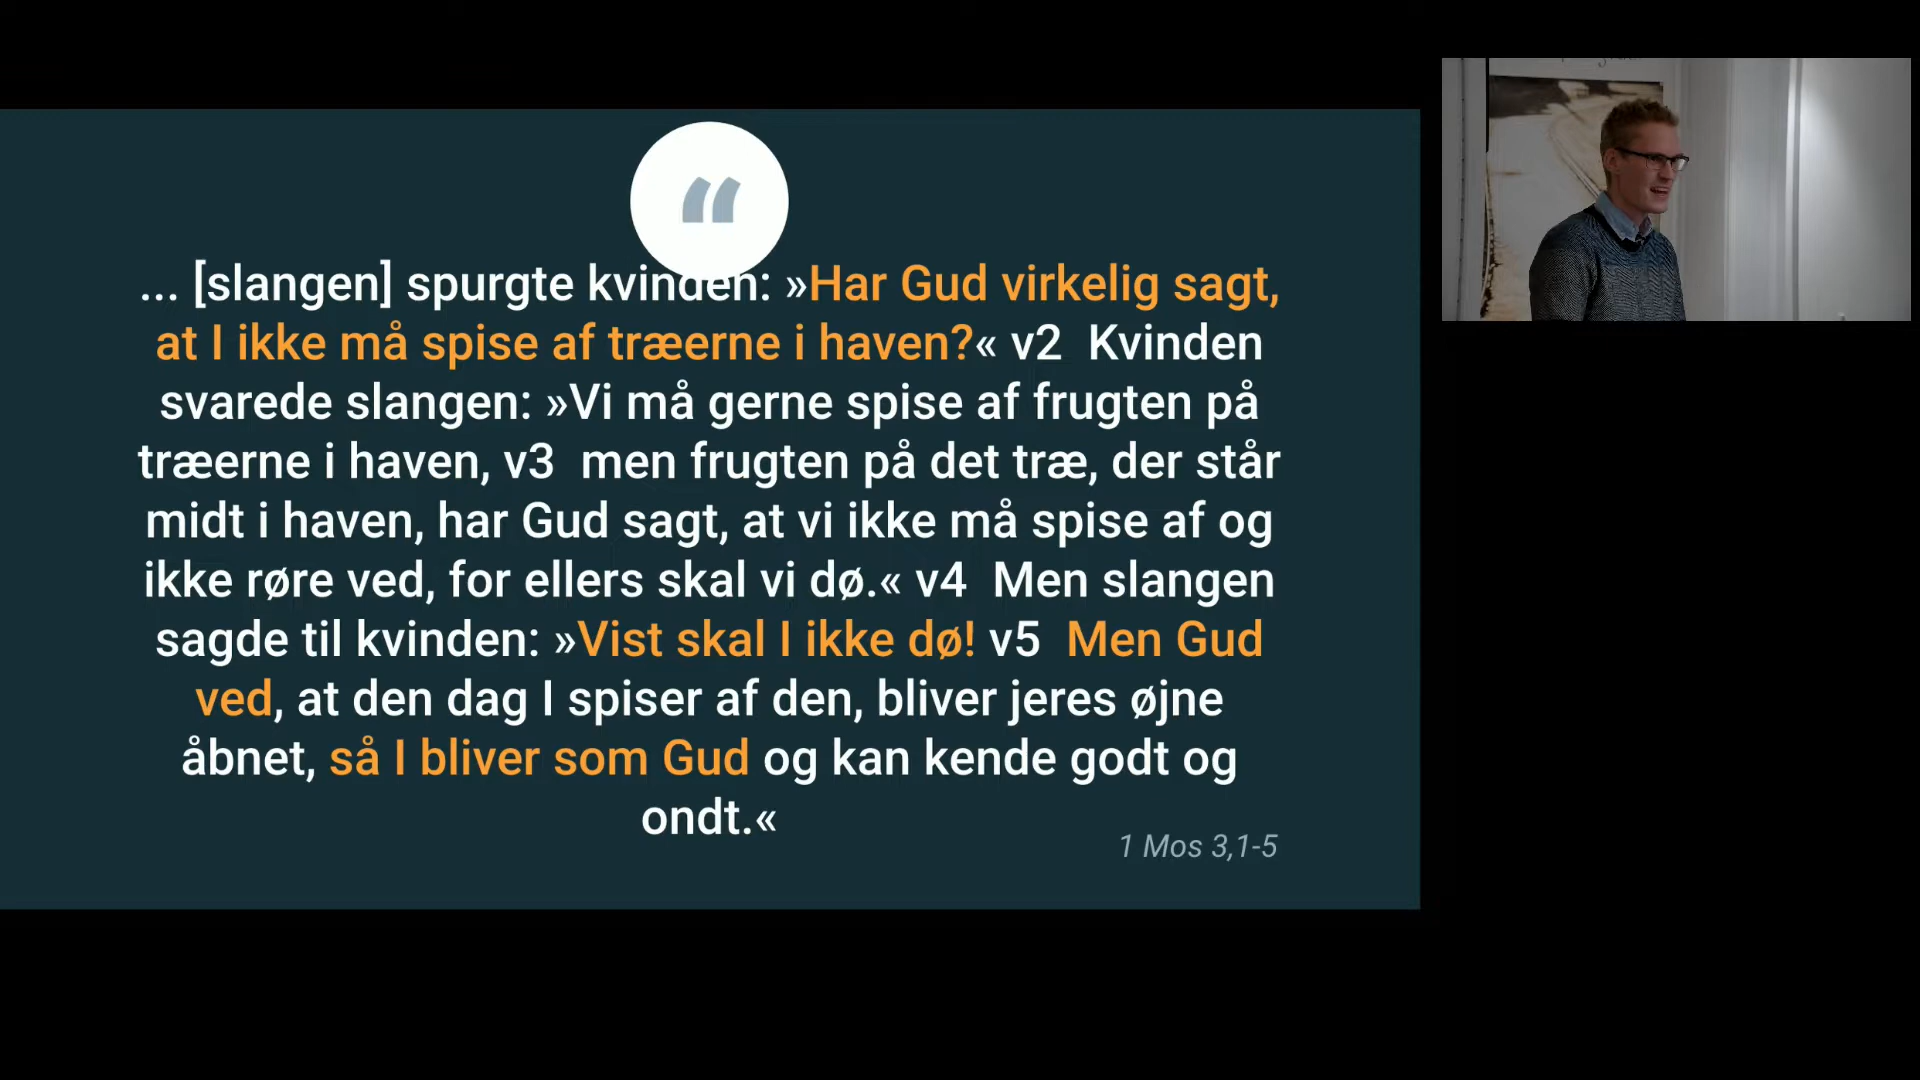 “
... [slangen] spurgte kvinden: »Har Gud virkelig sagt,
at I ikke må spise af træerne i haven?« v2  Kvinden
svarede slangen: »Vi må gerne spise af frugten på
træerne i haven, v3  men frugten på det træ, der står
midt i haven, har Gud sagt, at vi ikke må spise af og
ikke røre ved, for ellers skal vi dø.« v4  Men slangen
sagde til kvinden: »Vist skal I ikke dø! v5  Men Gud
ved, at den dag I spiser af den, bliver jeres øjne
åbnet, så I bliver som Gud og kan kende godt og
ondt.«
1 Mos 3,1-5